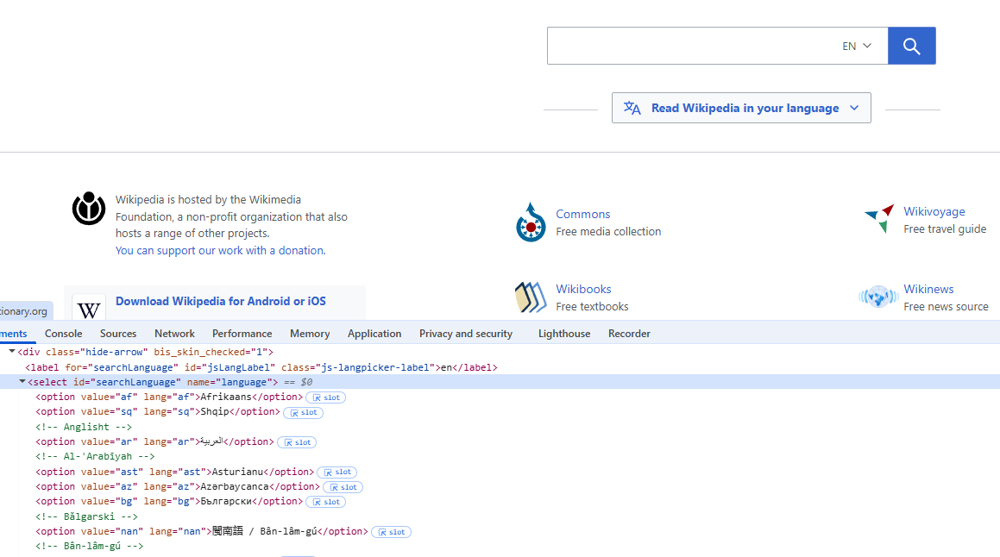 EN
Read Wikipedia in your language
Wikipedia is hosted by the Wikimedia
Foundation, a non-profit organization that also
hosts a range of other projects.
You can support our work with a donation.
Commons
Free media collection
Wikivoyage
Free travel guide
Wikibooks
Free textbooks
Wikinews
Free news source
W Download Wikipedia for Android or iOS
tionary.org
ments Console Sources Network Performance Memory Application Privacy and security Lighthouse Recorder
<div class="hide-arrow" bis_skin_checked="1">
<label for="searchLanguage" id="jsLangLabel" class="js-langpicker-label">en</label>
<select id="searchLanguage" name="language"> == $0
<option value="af" lang="af">Afrikaans</option> slot
<option value="sq" lang="sq">Shqip</option> slot
<!-- Anglisht -->
<option value="ar" lang="ar">العربية</option> slot
<!-- Al-ʿArabīyah -->
<option value="ast" lang="ast">Asturianu</option> slot
<option value="az" lang="az">Azərbaycanca</option> slot
<option value="bg" lang="bg">Български</option> slot
<!-- Bǎlgarski -->
<option value="nan" lang="nan">閩南語 / Bân-lâm-gú</option> slot
<!-- Bân-lâm-gú -->